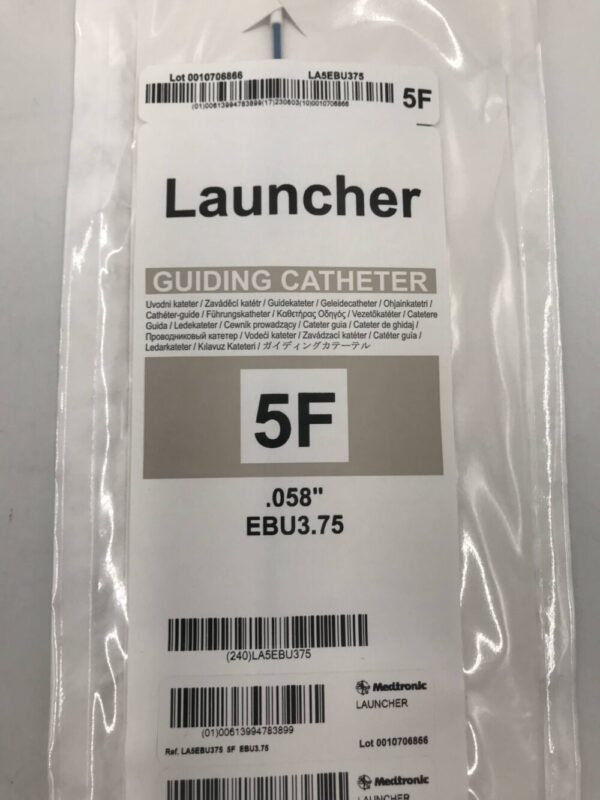 Lot 0010706866 LA5EBU375
(01)00613994783899(17)230603(10)0010706866
5F
Launcher
GUIDING CATHETER
Uvodni kateter / Zaváděcí katétr / Guidekateter / Geleidecatheter / Ohjainkatetri /
Cathéter-guide / Führungskatheter / Καθετήρας Οδηγός / Vezetőkatéter / Catetere
Guida / Ledekateter / Cewnik prowadzący / Cateter guia / Cateter de ghidaj /
Проводниковый катетер / Vodeći kateter / Zavádzací katéter / Catéter guía /
Ledarkateter / Kılavuz Kateteri / ガイディングカテーテル
5F
.058"
EBU3.75
(240)LA5EBU375
Medtronic
LAUNCHER
(01)00613994783899
Ref. LA5EBU375 5F EBU3.75
Lot 0010706866
Medtronic
LAUNCHER